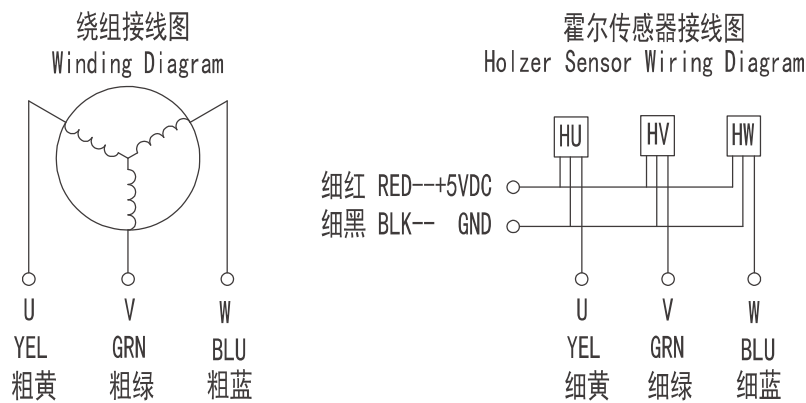 绕组接线图
Winding Diagram
U
V
W
YEL
GRN
BLU
粗黄
粗绿
粗蓝
霍尔传感器接线图
Holzer Sensor Wiring Diagram
HU
HV
HW
细红 RED--+5VDC
细黑 BLK-- GND
U
V
W
YEL
GRN
BLU
细黄
细绿
细蓝